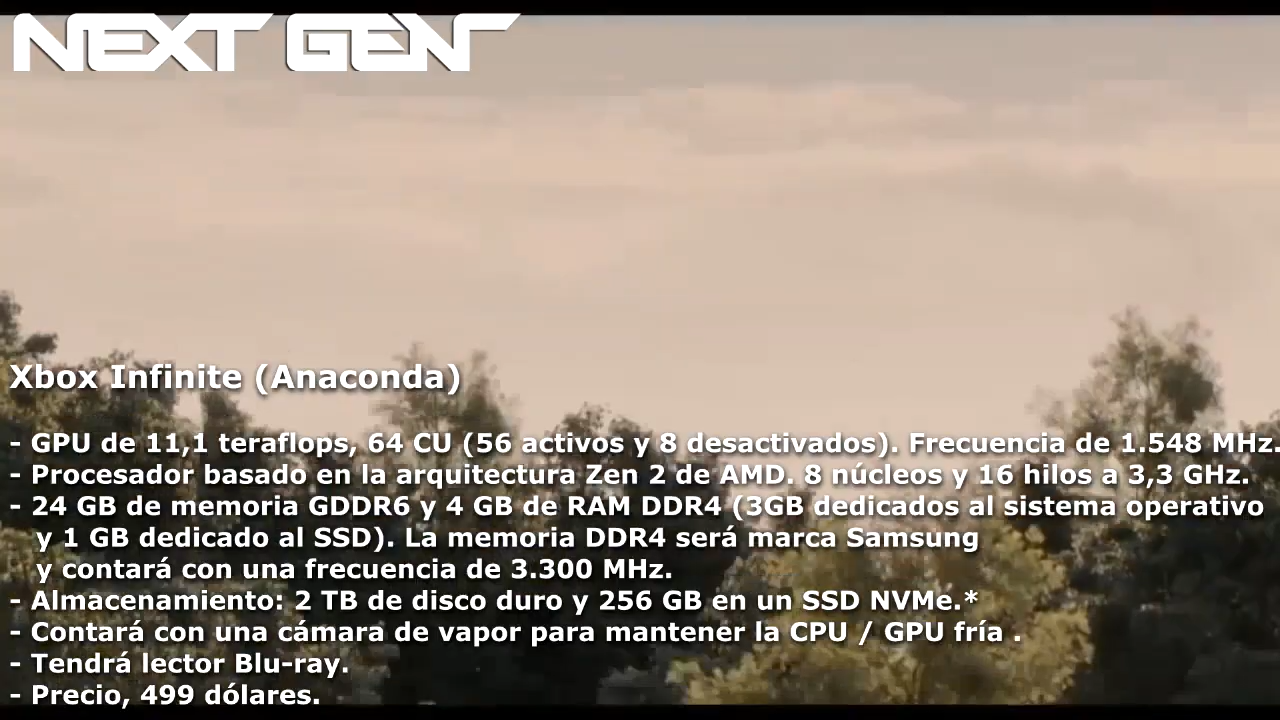 NEXT GEN
Xbox Infinite (Anaconda)
- GPU de 11,1 teraflops, 64 CU (56 activos y 8 desactivados). Frecuencia de 1.548 MHz.
- Procesador basado en la arquitectura Zen 2 de AMD. 8 núcleos y 16 hilos a 3,3 GHz.
- 24 GB de memoria GDDR6 y 4 GB de RAM DDR4 (3GB dedicados al sistema operativo
y 1 GB dedicado al SSD). La memoria DDR4 será marca Samsung
y contará con una frecuencia de 3.300 MHz.
- Almacenamiento: 2 TB de disco duro y 256 GB en un SSD NVMe.*
- Contará con una cámara de vapor para mantener la CPU / GPU fría .
- Tendrá lector Blu-ray.
- Precio, 499 dólares.